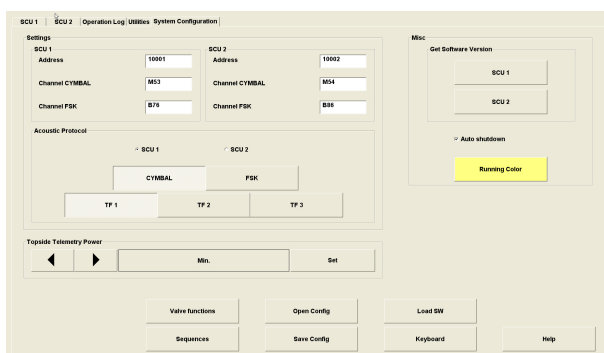 SCU 1 SCU 2 Operation Log Utilities System Configuration
Settings
SCU 1
Address 10001
Channel CYMBAL M53
Channel FSK B76
SCU 2
Address 10002
Channel CYMBAL M54
Channel FSK B86
Acoustic Protocol
SCU 1 SCU 2
CYMBAL FSK
TF 1 TF 2 TF 3
Topside Telemetry Power
Min. Set
Misc
Get Software Version
SCU 1
SCU 2
Auto shutdown
Running Color
Valve functions Open Config Load SW
Sequences Save Config Keyboard Help